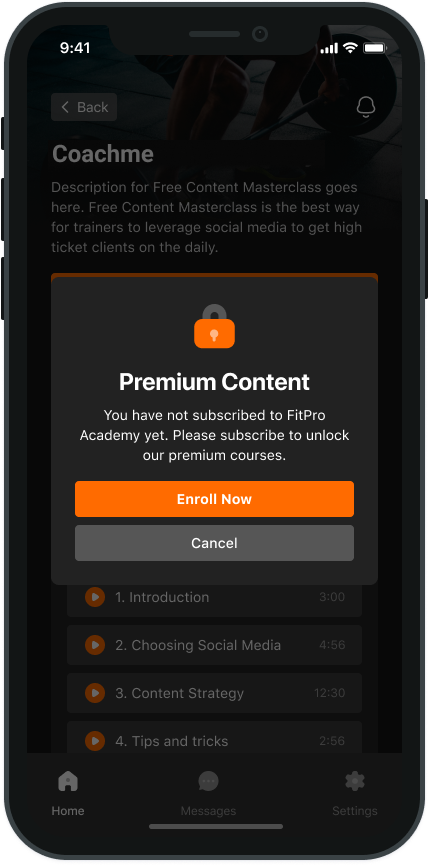 9:41
Back
Coachme
Description for Free Content Masterclass goes
here. Free Content Masterclass is the best way
for trainers to leverage social media to get high
ticket clients on the daily.
Premium Content
You have not subscribed to FitPro
Academy yet. Please subscribe to unlock
our premium courses.
Enroll Now
Cancel
1. Introduction 3:00
2. Choosing Social Media 4:56
3. Content Strategy 12:30
4. Tips and tricks 2:56
Home Messages Settings